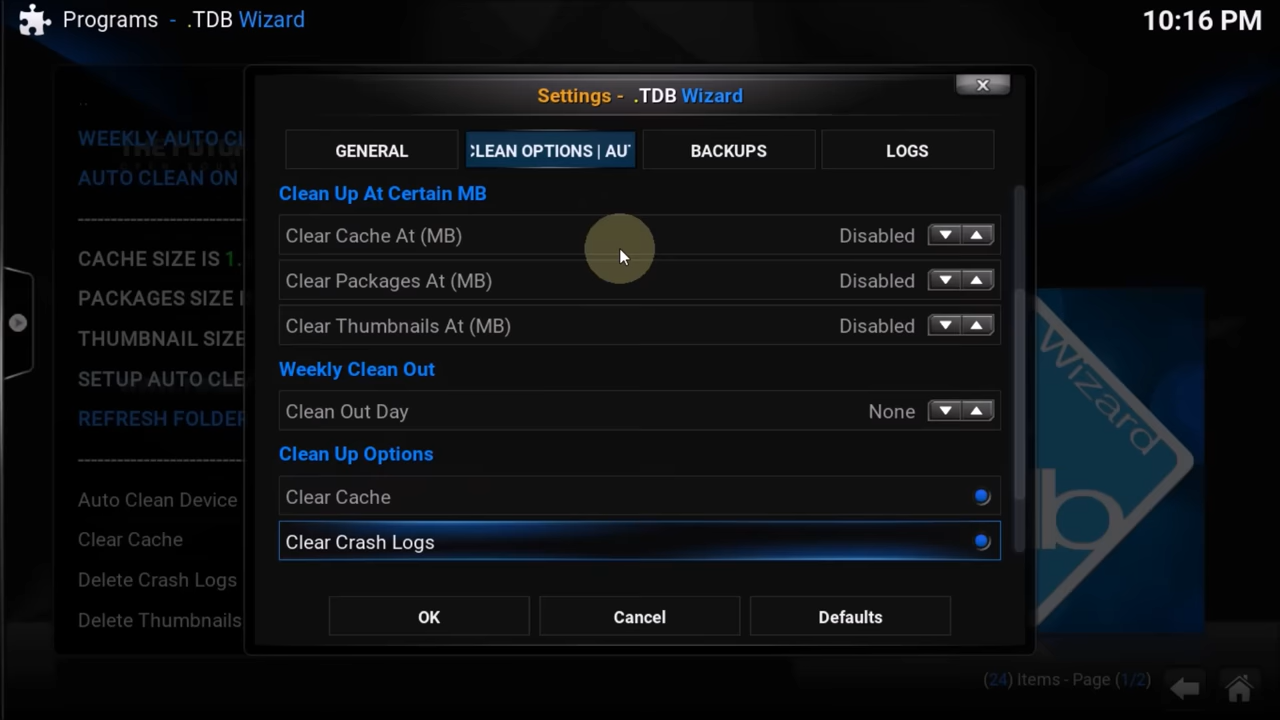 Programs - .TDB Wizard
10:16 PM
Settings - .TDB Wizard
GENERAL
CLEAN OPTIONS | AU
BACKUPS
LOGS
Clean Up At Certain MB
Clear Cache At (MB) Disabled
Clear Packages At (MB) Disabled
Clear Thumbnails At (MB) Disabled
Weekly Clean Out
Clean Out Day None
Clean Up Options
Clear Cache
Clear Crash Logs
OK
Cancel
Defaults
..
WEEKLY AUTO CL
AUTO CLEAN ON
--------------------
CACHE SIZE IS 1.
PACKAGES SIZE I
THUMBNAIL SIZE
SETUP AUTO CLE
REFRESH FOLDER
--------------------
Auto Clean Device
Clear Cache
Delete Crash Logs
Delete Thumbnails
Wizard
b
(24) Items - Page (1/2)